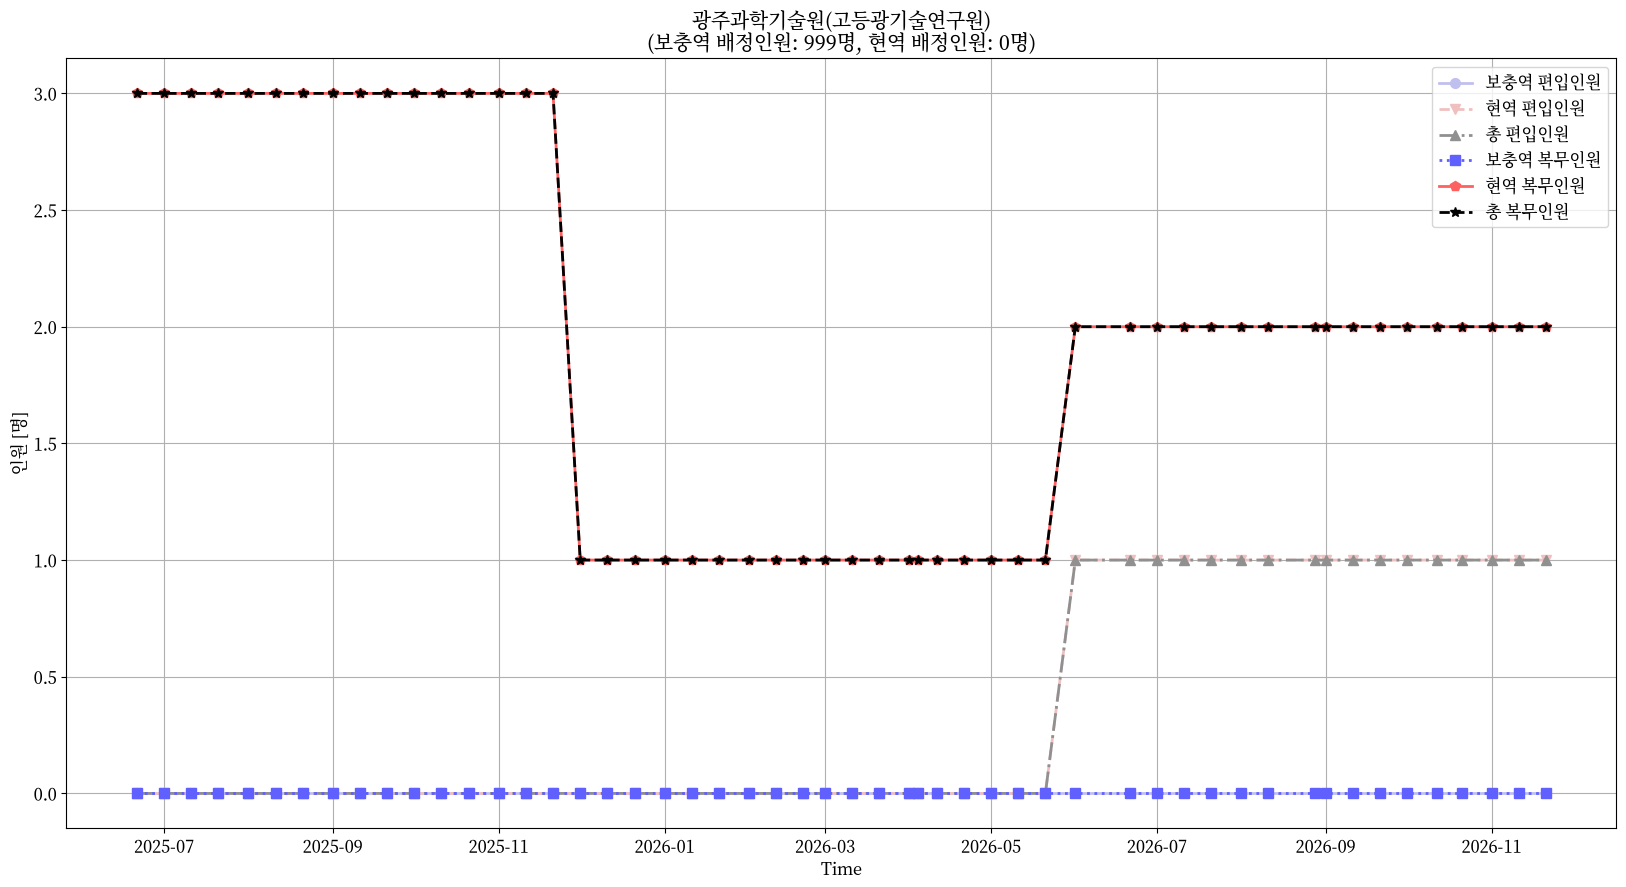 광주과학기술원(고등광기술연구원)
(보충역 배정인원: 999명, 현역 배정인원: 0명)
보충역 편입인원
현역 편입인원
총 편입인원
보충역 복무인원
현역 복무인원
총 복무인원
인원 [명]
3.0
2.5
2.0
1.5
1.0
0.5
0.0
2025-07 2025-09 2025-11 2026-01 2026-03 2026-05 2026-07 2026-09 2026-11
Time